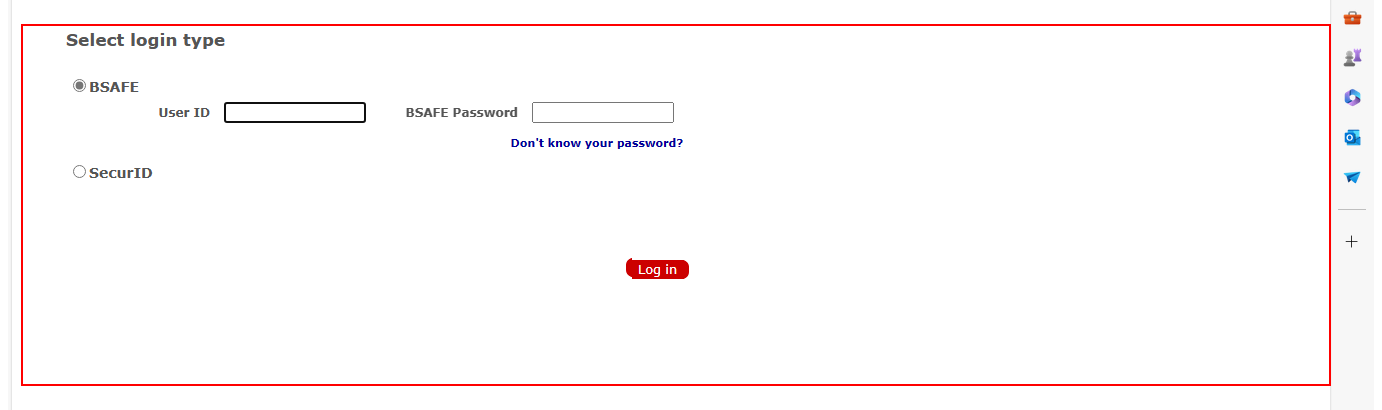 Select login type
BSAFE
User ID BSAFE Password
Don't know your password?
SecurID
Log in